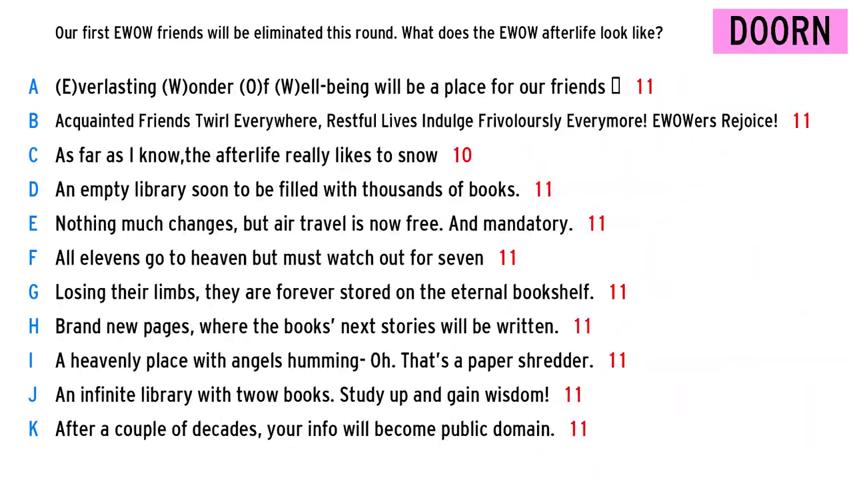 Our first EWOW friends will be eliminated this round. What does the EWOW afterlife look like?
DOORN
A (E)verlasting (W)onder (O)f (W)ell-being will be a place for our friends 11
B Acquainted Friends Twirl Everywhere, Restful Lives Indulge Frivoloursly Everymore! EWOWers Rejoice! 11
C As far as I know,the afterlife really likes to snow 10
D An empty library soon to be filled with thousands of books. 11
E Nothing much changes, but air travel is now free. And mandatory. 11
F All elevens go to heaven but must watch out for seven 11
G Losing their limbs, they are forever stored on the eternal bookshelf. 11
H Brand new pages, where the books’ next stories will be written. 11
I A heavenly place with angels humming- Oh. That’s a paper shredder. 11
J An infinite library with twow books. Study up and gain wisdom! 11
K After a couple of decades, your info will become public domain. 11